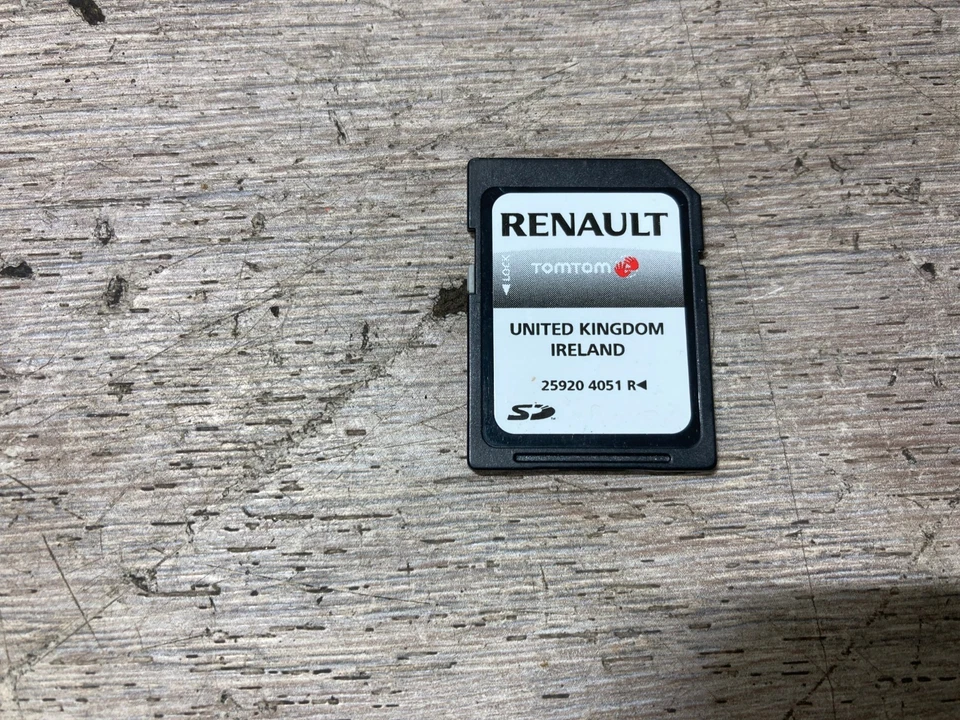 RENAULT
LOCK
TOMTOM
UNITED KINGDOM
IRELAND
25920 4051 R◀
SD